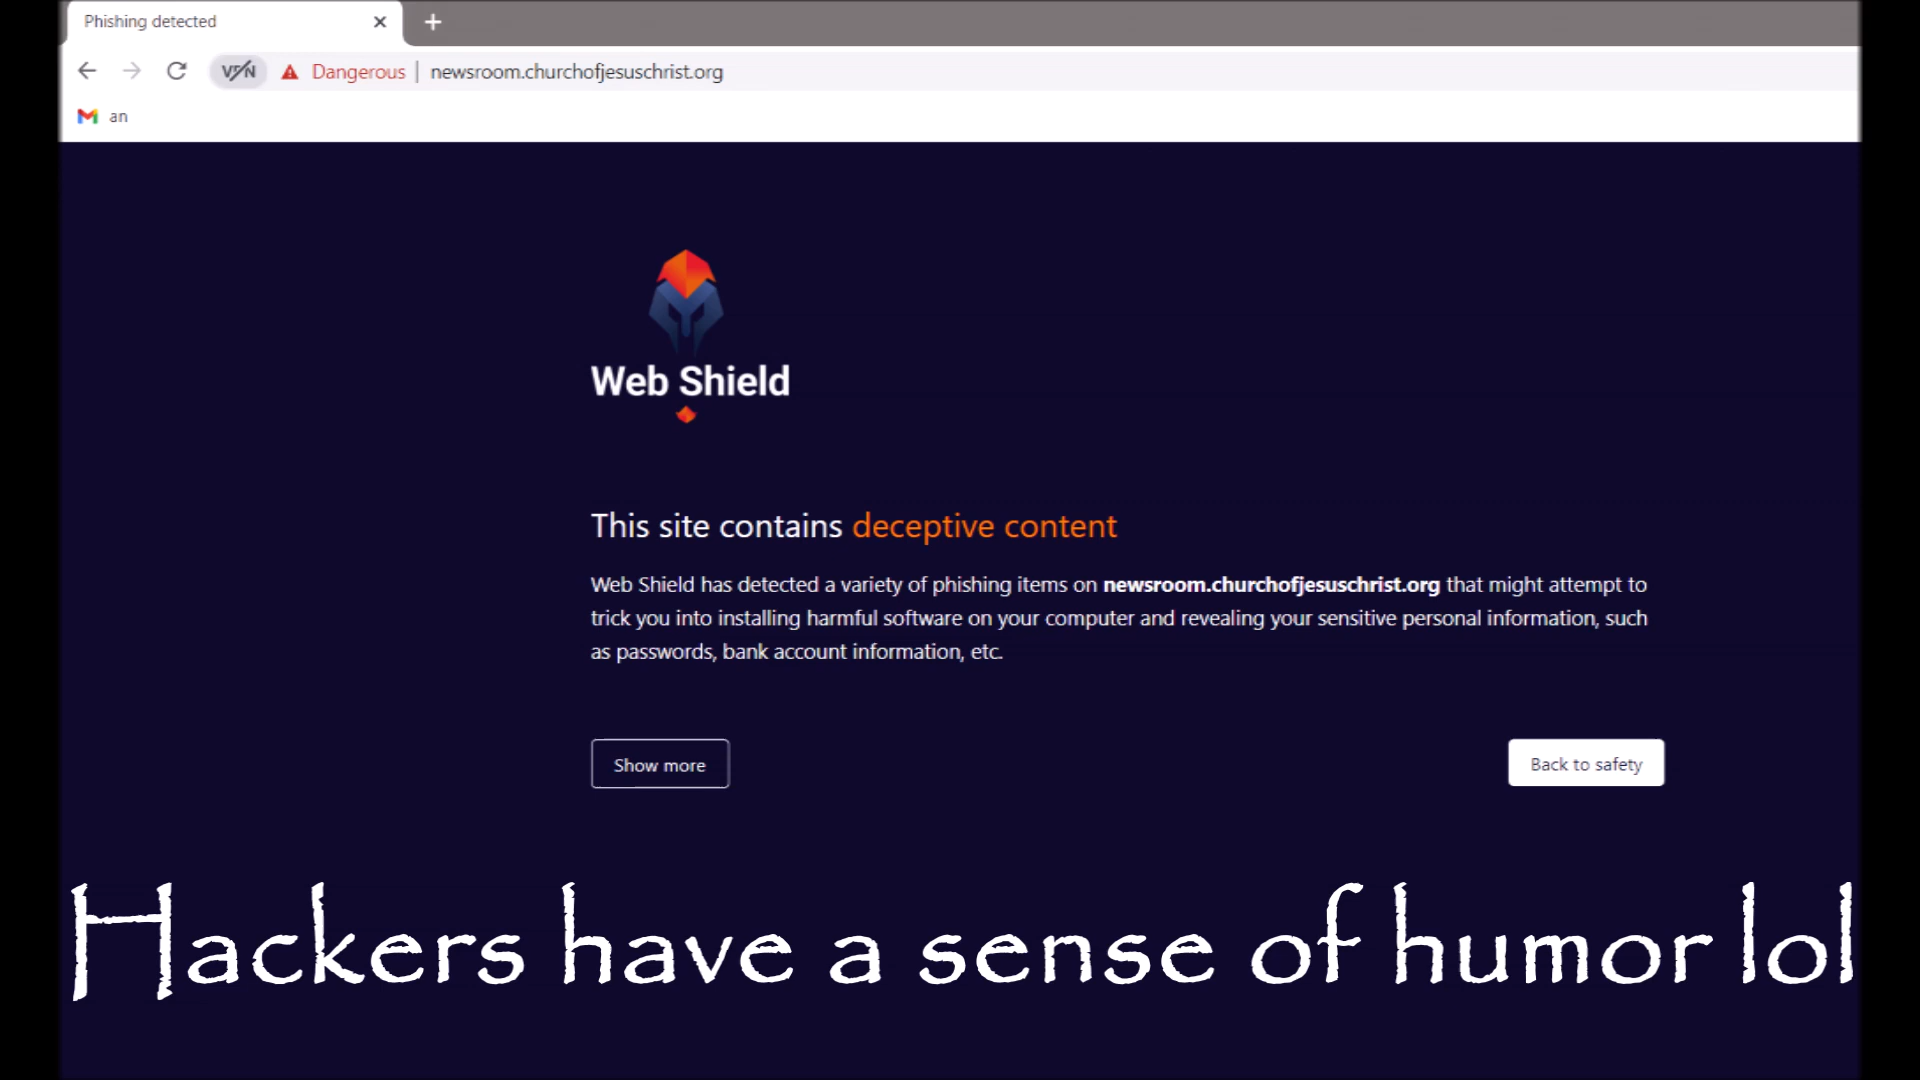 Phishing detected
VPN Dangerous | newsroom.churchofjesuschrist.org
an
Web Shield
This site contains deceptive content
Web Shield has detected a variety of phishing items on newsroom.churchofjesuschrist.org that might attempt to
trick you into installing harmful software on your computer and revealing your sensitive personal information, such
as passwords, bank account information, etc.
Show more
Back to safety
Hackers have a sense of humor lol